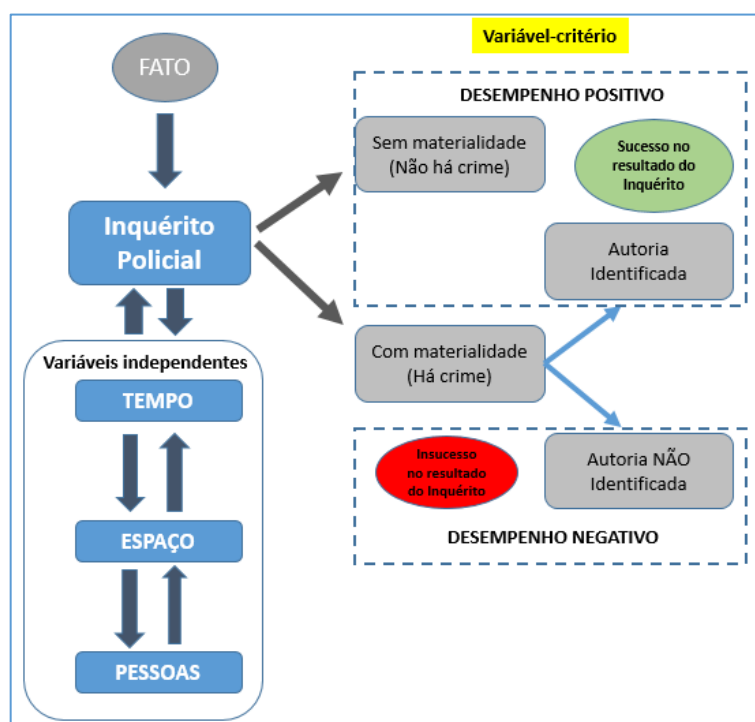 Variável-critério
FATO
DESEMPENHO POSITIVO
Sem materialidade
(Não há crime)
Sucesso no
resultado do
Inquérito
Inquérito
Policial
Autoria
Identificada
Variáveis independentes
TEMPO
Com materialidade
(Há crime)
Insucesso
no resultado
do Inquérito
Autoria NÃO
Identificada
ESPAÇO
DESEMPENHO NEGATIVO
PESSOAS